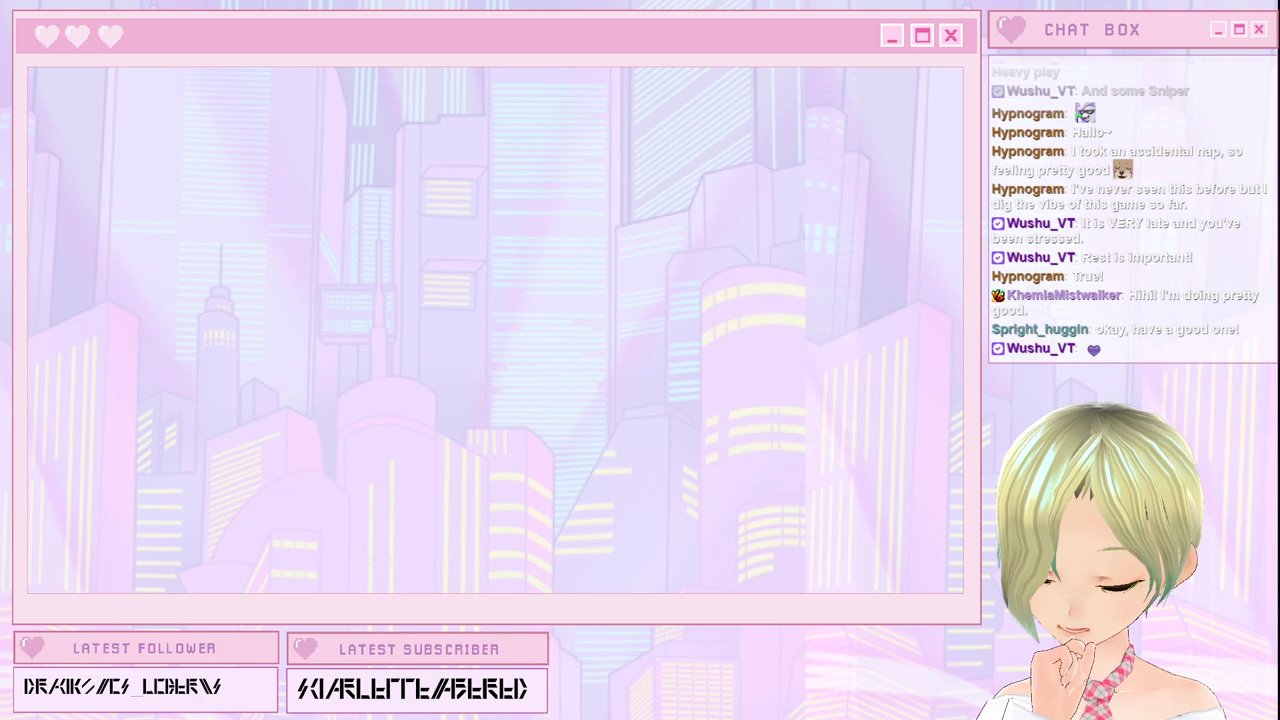 CHAT BOX
Heavy play
Wushu_VT: And some Sniper
Hypnogram:
Hypnogram: Hallo~
Hypnogram: I took an accidental nap, so
feeling pretty good
Hypnogram: I've never seen this before but I
dig the vibe of this game so far.
Wushu_VT: It is VERY late and you've
been stressed.
Wushu_VT: Rest is important!
Hypnogram: True!
KhemiaMistwalker: Hihi! I'm doing pretty
good.
Spright_huggin: okay, have a good one!
Wushu_VT:
LATEST FOLLOWER
LATEST SUBSCRIBER